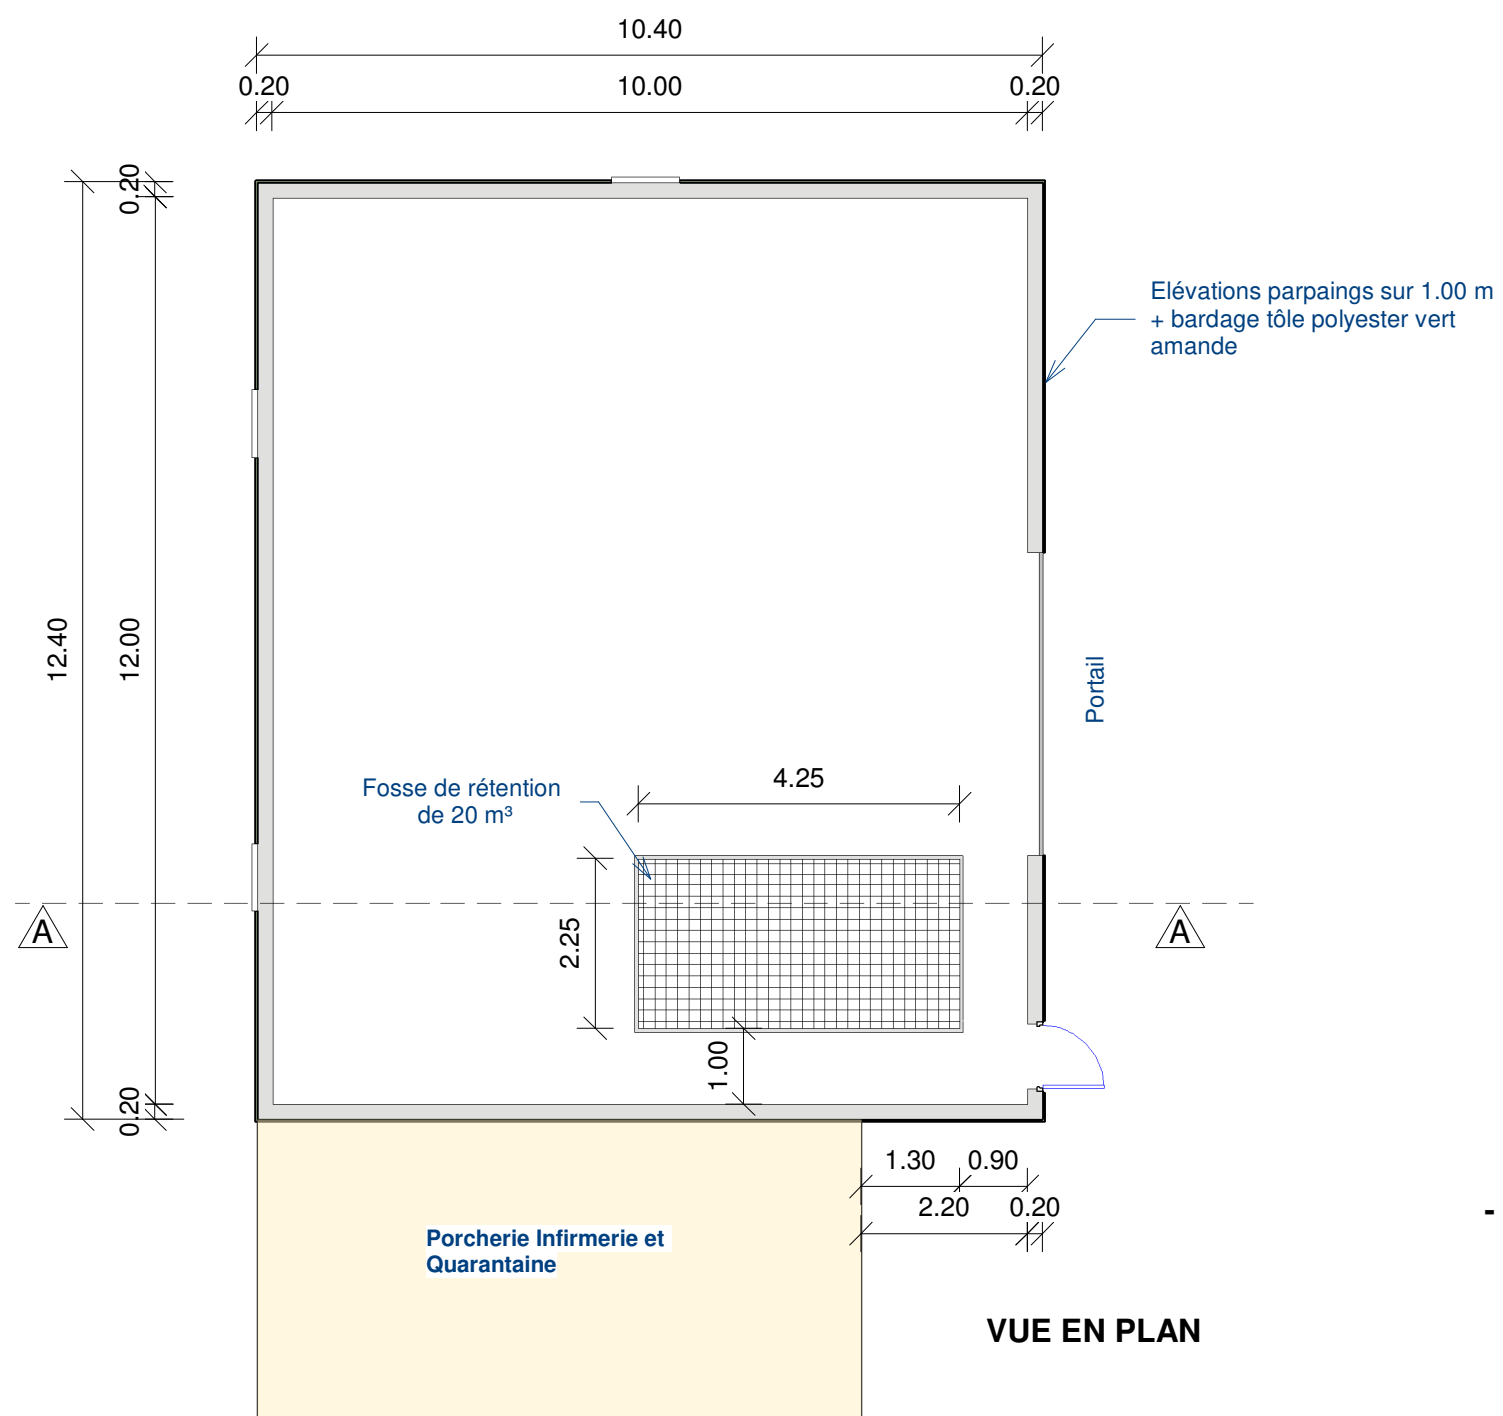 10.40
0.20
10.00
0.20
0.20
Elévations parpaings sur 1.00 m
+ bardage tôle polyester vert
amande
12.40
12.00
Portail
4.25
Fosse de rétention
de 20 m³
A
2.25
A
1.00
0.20
1.30
0.90
2.20
0.20
Porcherie Infirmerie et
Quarantaine
-
VUE EN PLAN